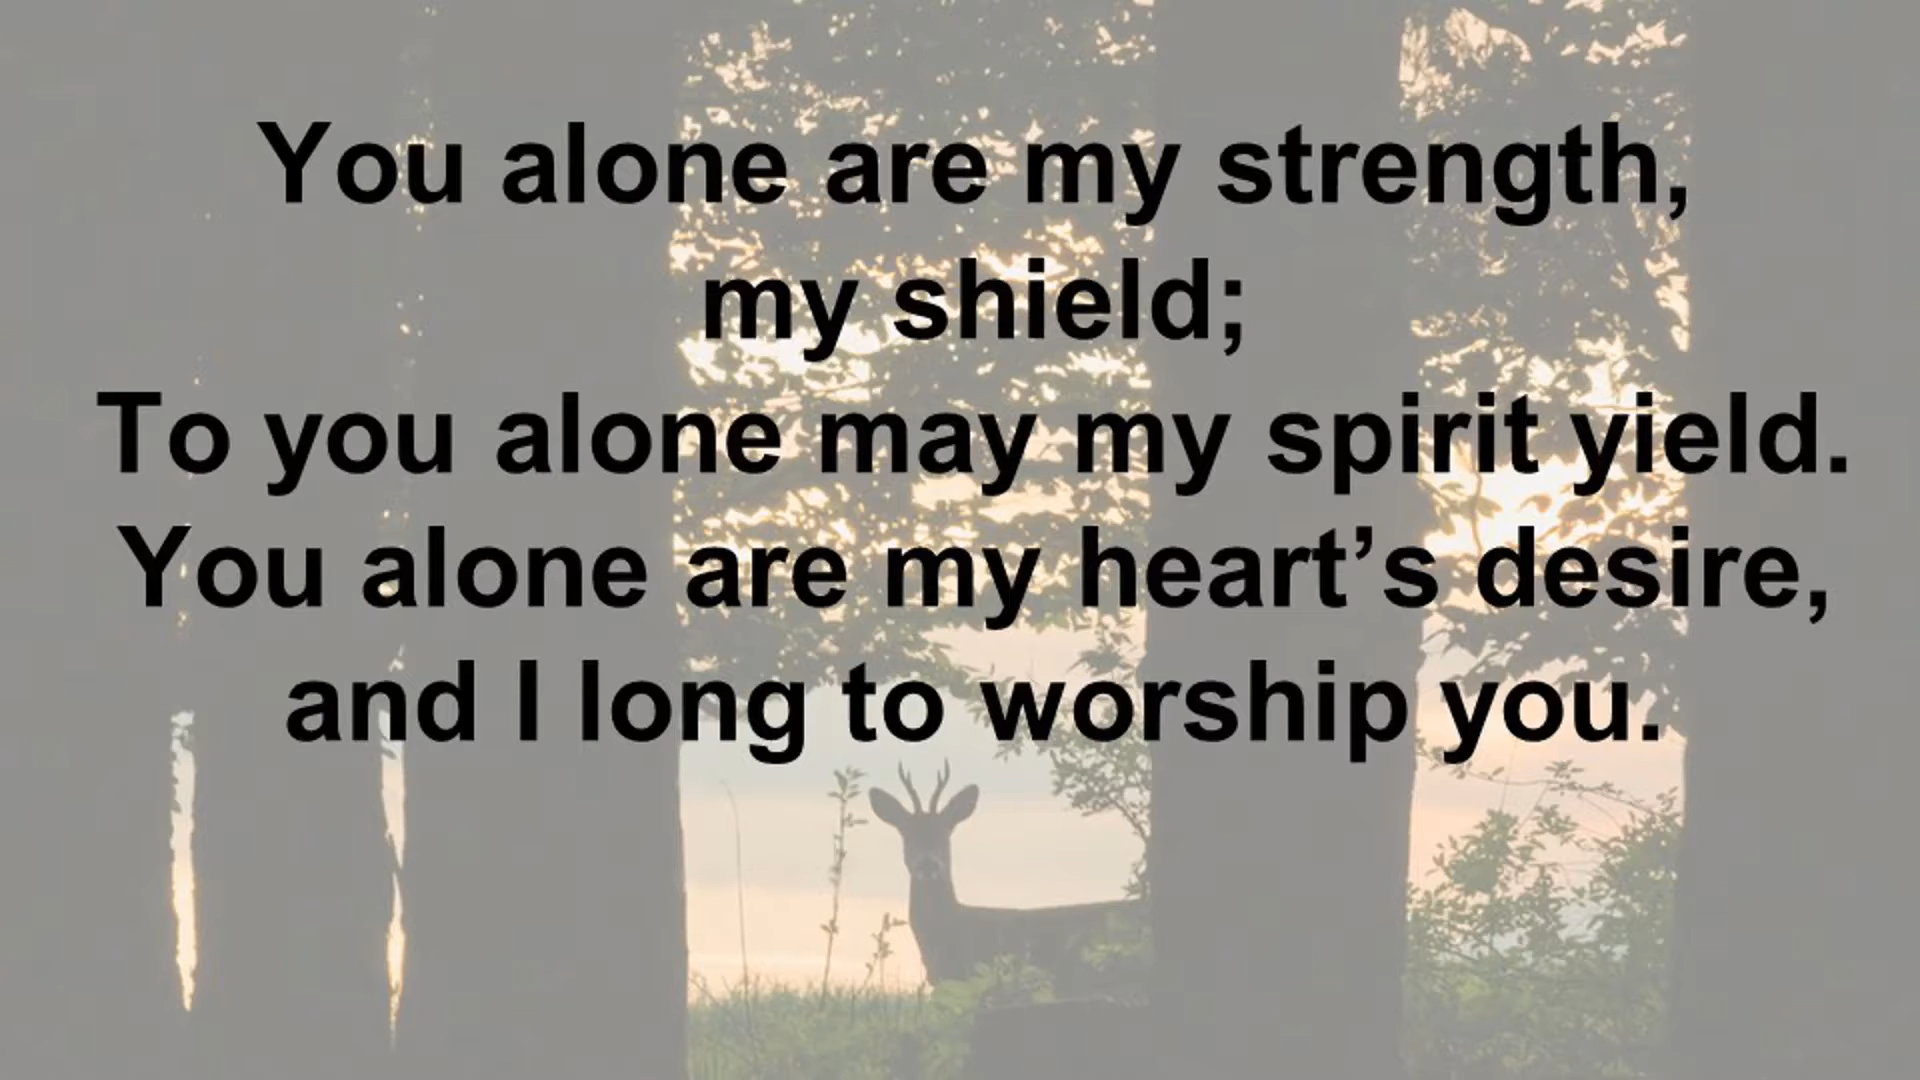 You alone are my strength,
my shield;
To you alone may my spirit yield.
You alone are my heart’s desire,
and I long to worship you.